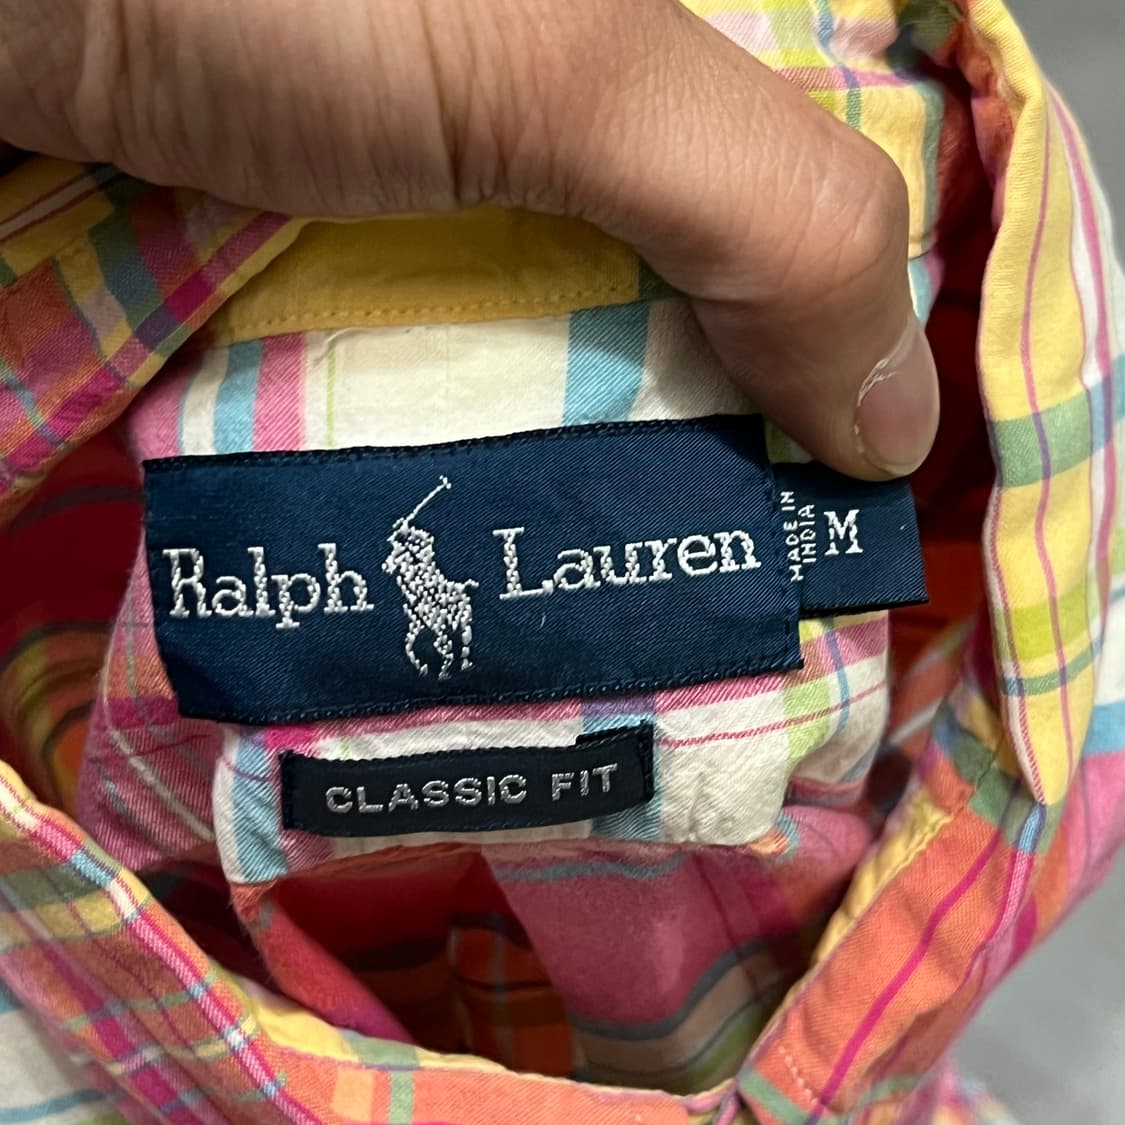 Ralph Lauren
MADE IN
INDIA
M
CLASSIC FIT